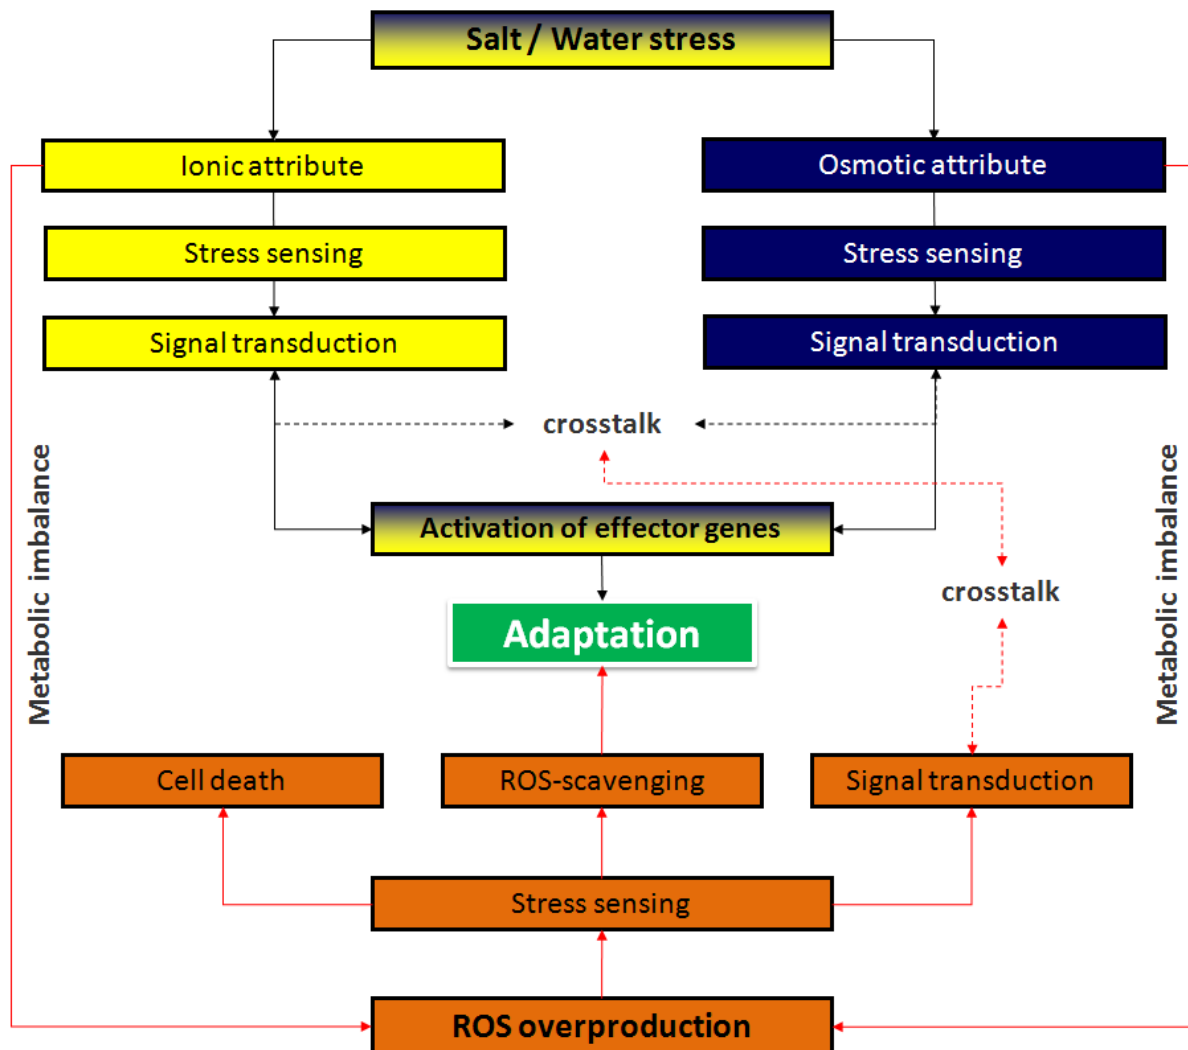 Salt / Water stress
Ionic attribute
Osmotic attribute
Stress sensing
Stress sensing
Signal transduction
Signal transduction
crosstalk
Metabolic imbalance
Metabolic imbalance
Activation of effector genes
crosstalk
Adaptation
Cell death
ROS-scavenging
Signal transduction
Stress sensing
ROS overproduction